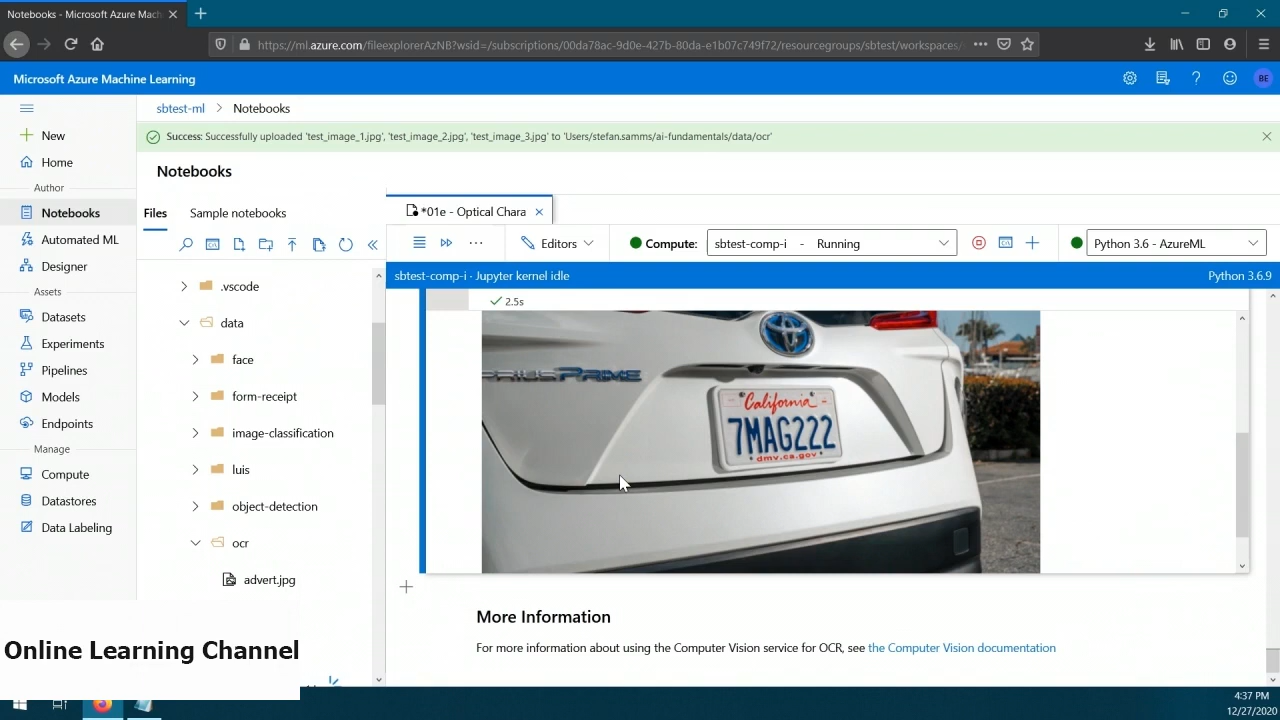 Notebooks - Microsoft Azure Mach
https://ml.azure.com/fileexplorerAzNB?wsid=/subscriptions/00da78ac-9d0e-427b-80da-e1b07c749f72/resourcegroups/sbtest/workspaces/
Microsoft Azure Machine Learning
BE
sbtest-ml > Notebooks
New
Success: Successfully uploaded 'test_image_1.jpg', 'test_image_2.jpg', 'test_image_3.jpg' to 'Users/stefan.samms/ai-fundamentals/data/ocr'
Home
Notebooks
Author
Notebooks
Files
Sample notebooks
*01e - Optical Chara
Automated ML
Editors
Compute:
sbtest-comp-i - Running
Python 3.6 - AzureML
Designer
sbtest-comp-i · Jupyter kernel idle
Python 3.6.9
Assets
.vscode
2.5s
Datasets
data
Experiments
face
Pipelines
form-receipt
Models
image-classification
Endpoints
Manage
luis
Compute
object-detection
Datastores
ocr
Data Labeling
advert.jpg
PRIUS PRIME
California
7MAG222
dmv.ca.gov
More Information
For more information about using the Computer Vision service for OCR, see the Computer Vision documentation
Online Learning Channel
4:37 PM
12/27/2020